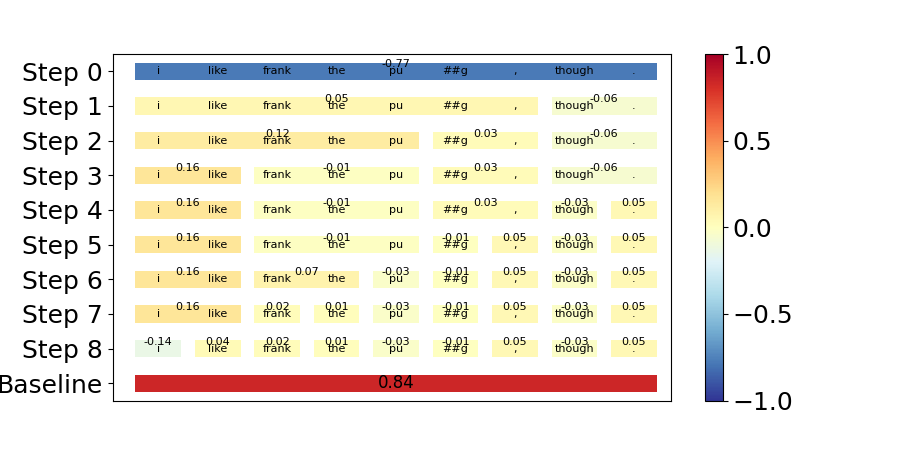 -0.77
Step 0 i like frank the pu ##g , though .
0.05 -0.06
Step 1 i like frank the pu ##g , though .
0.12 0.03 -0.06
Step 2 i like frank the pu ##g , though .
0.16 -0.01 0.03 -0.06
Step 3 i like frank the pu ##g , though .
0.16 -0.01 0.03 -0.03 0.05
Step 4 i like frank the pu ##g , though .
0.16 -0.01 -0.01 0.05 -0.03 0.05
Step 5 i like frank the pu ##g , though .
0.16 0.07 -0.03 -0.01 0.05 -0.03 0.05
Step 6 i like frank the pu ##g , though .
0.16 0.02 0.01 -0.03 -0.01 0.05 -0.03 0.05
Step 7 i like frank the pu ##g , though .
-0.14 0.04 0.02 0.01 -0.03 -0.01 0.05 -0.03 0.05
Step 8 i like frank the pu ##g , though .
Baseline 0.84
1.0
0.5
0.0
−0.5
−1.0